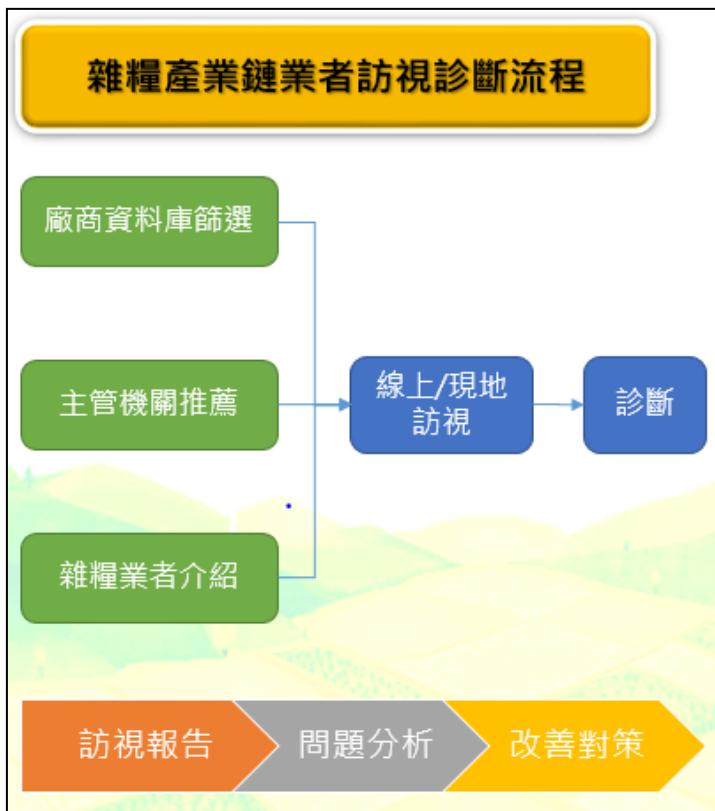 雜糧產業鏈業者訪視診斷流程
廠商資料庫篩選
主管機關推薦
線上/現地
訪視
診斷
雜糧業者介紹
訪視報告
問題分析
改善對策